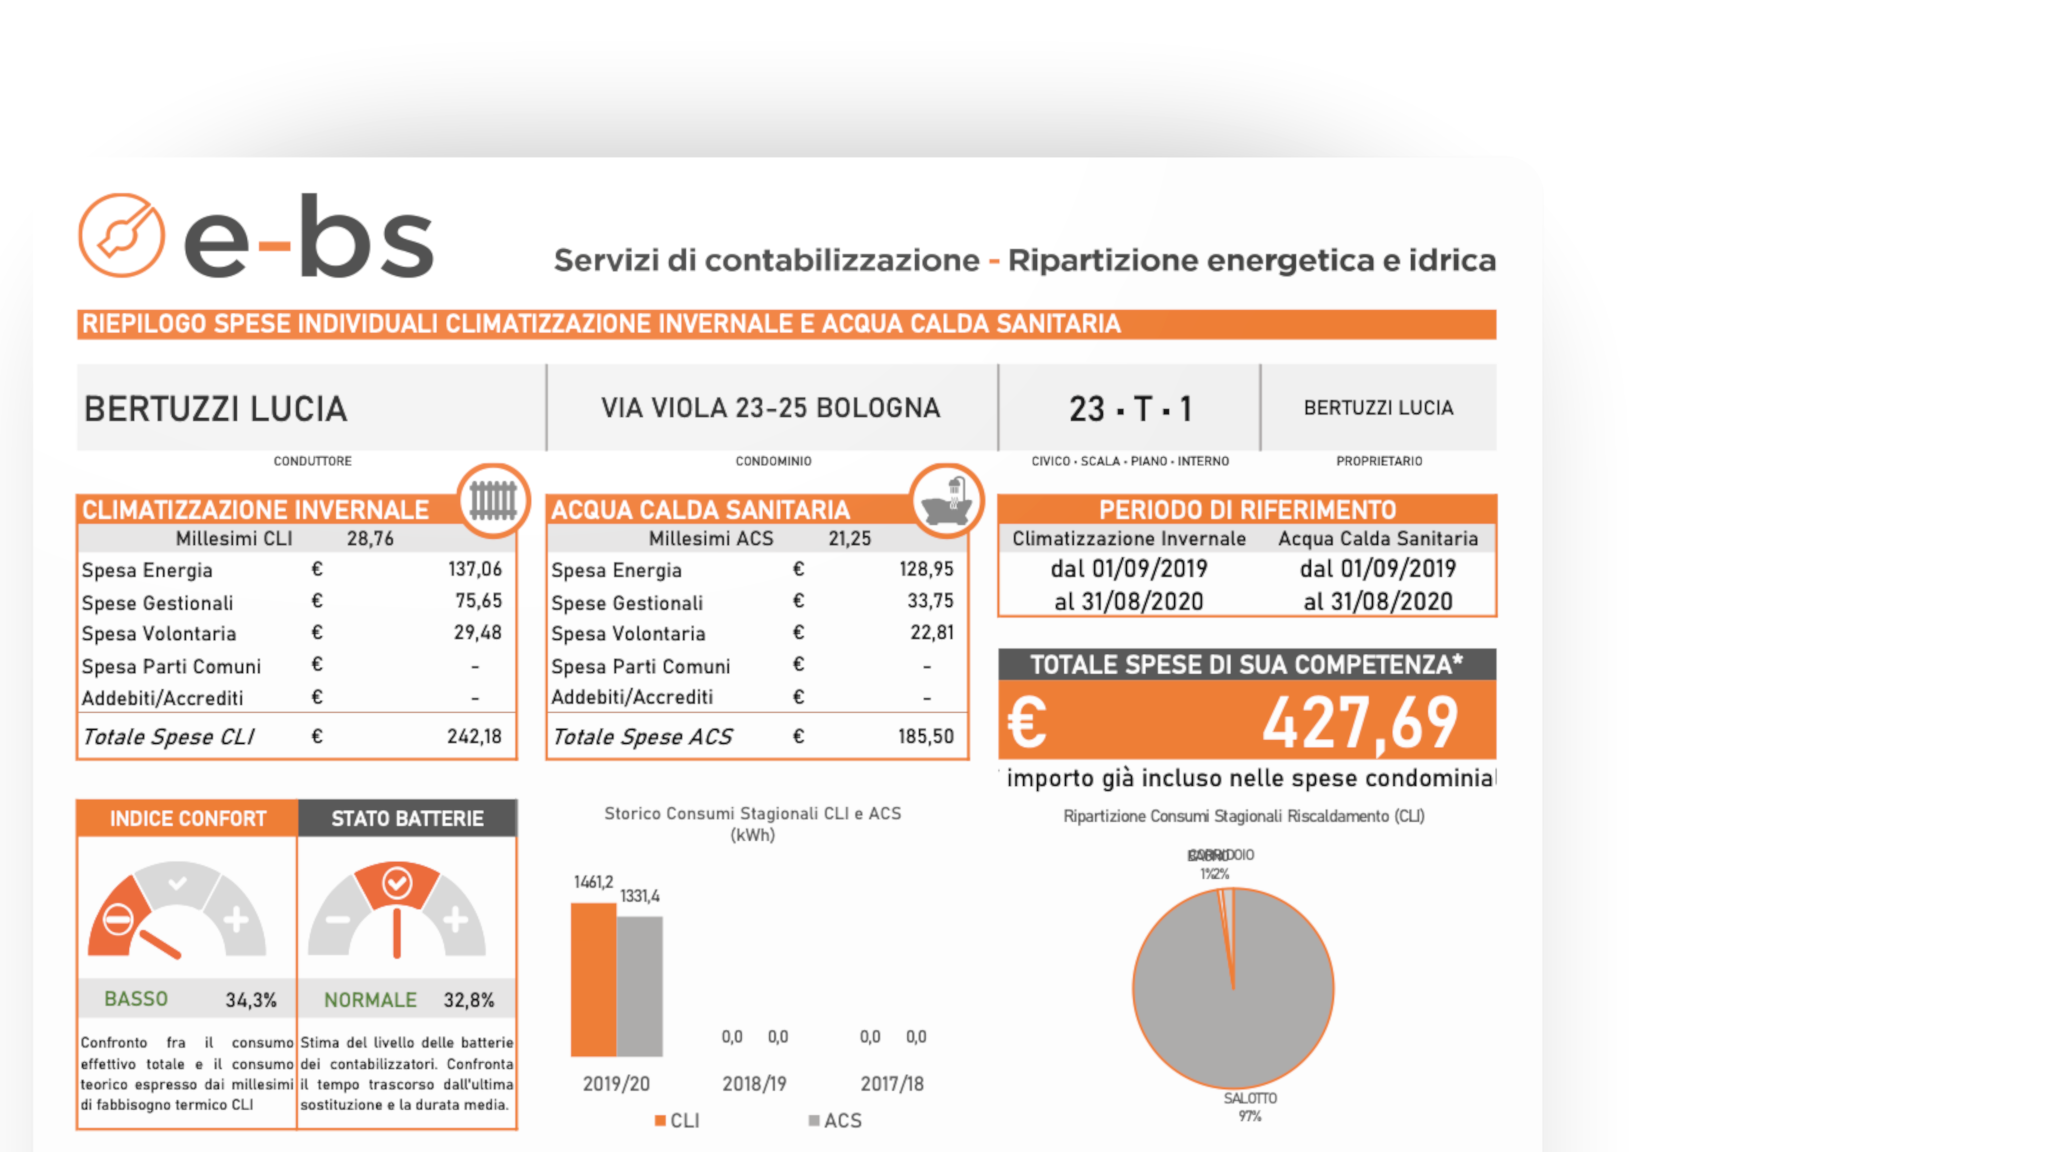 e-bs
Servizi di contabilizzazione - Ripartizione energetica e idrica
RIEPILOGO SPESE INDIVIDUALI CLIMATIZZAZIONE INVERNALE E ACQUA CALDA SANITARIA
BERTUZZI LUCIA
VIA VIOLA 23-25 BOLOGNA
23 · T · 1
BERTUZZI LUCIA
CONDUTTORE
CONDOMINIO
CIVICO · SCALA · PIANO · INTERNO
PROPRIETARIO
CLIMATIZZAZIONE INVERNALE
Millesimi CLI 28,76
Spesa Energia € 137,06
Spese Gestionali € 75,65
Spesa Volontaria € 29,48
Spesa Parti Comuni € -
Addebiti/Accrediti € -
Totale Spese CLI € 242,18
ACQUA CALDA SANITARIA
Millesimi ACS 21,25
Spesa Energia € 128,95
Spese Gestionali € 33,75
Spesa Volontaria € 22,81
Spesa Parti Comuni € -
Addebiti/Accrediti € -
Totale Spese ACS € 185,50
PERIODO DI RIFERIMENTO
Climatizzazione Invernale Acqua Calda Sanitaria
dal 01/09/2019 dal 01/09/2019
al 31/08/2020 al 31/08/2020
TOTALE SPESE DI SUA COMPETENZA*
€ 427,69
importo già incluso nelle spese condominial
INDICE CONFORT
BASSO 34,3%
Confronto fra il consumo
effettivo totale e il consumo
teorico espresso dai millesimi
di fabbisogno termico CLI
STATO BATTERIE
NORMALE 32,8%
Stima del livello delle batterie
dei contabilizzatori. Confronta
il tempo trascorso dall'ultima
sostituzione e la durata media.
Storico Consumi Stagionali CLI e ACS
(kWh)
1461,2
1331,4
0,0 0,0
0,0 0,0
2019/20 2018/19 2017/18
CLI ACS
Ripartizione Consumi Stagionali Riscaldamento (CLI)
CORRIDOIO
1% 2%
SALOTTO
97%